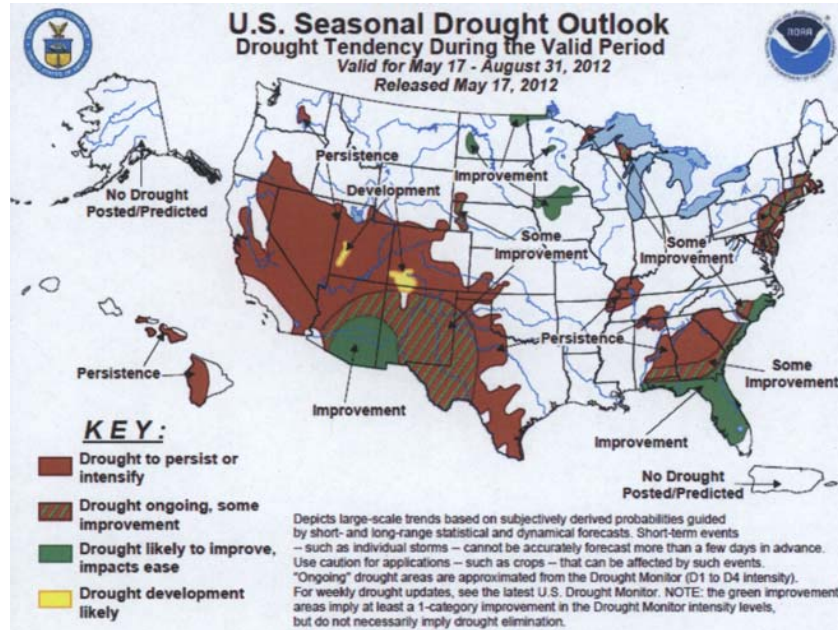 U.S. Seasonal Drought Outlook
Drought Tendency During the Valid Period
Valid for May 17 - August 31, 2012
Released May 17, 2012
NOAA
No Drought
Posted/Predicted
Persistence
Development
Improvement
Some
Improvement
Some
Improvement
Persistence
Persistence
Some
Improvement
Improvement
Improvement
No Drought
Posted/Predicted
KEY:
Drought to persist or
intensify
Drought ongoing, some
improvement
Drought likely to improve,
impacts ease
Drought development
likely
Depicts large-scale trends based on subjectively derived probabilities guided
by short- and long-range statistical and dynamical forecasts. Short-term events
-- such as individual storms -- cannot be accurately forecast more than a few days in advance.
Use caution for applications -- such as crops -- that can be affected by such events.
"Ongoing" drought areas are approximated from the Drought Monitor (D1 to D4 intensity).
For weekly drought updates, see the latest U.S. Drought Monitor. NOTE: the green improvement
areas imply at least a 1-category improvement in the Drought Monitor intensity levels,
but do not necessarily imply drought elimination.